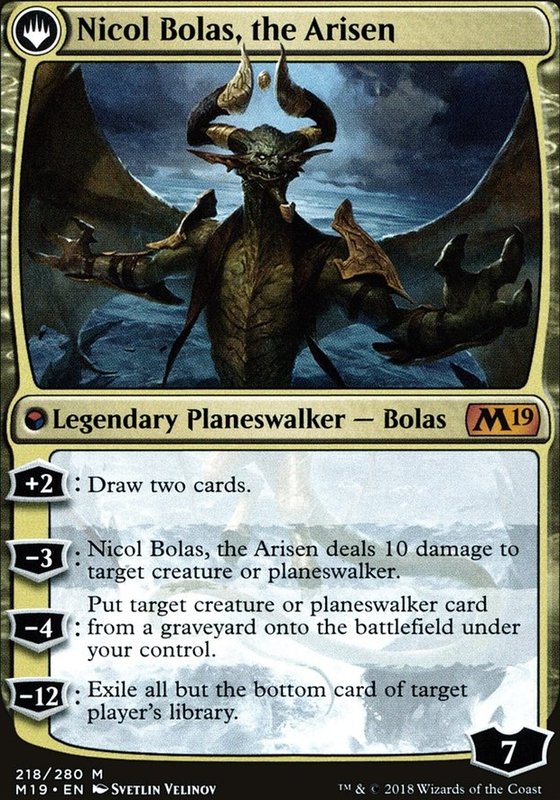 Nicol Bolas, the Arisen
Legendary Planeswalker — Bolas M19
+2 : Draw two cards.
−3 : Nicol Bolas, the Arisen deals 10 damage to
target creature or planeswalker.
−4 : Put target creature or planeswalker card
from a graveyard onto the battlefield under
your control.
−12 : Exile all but the bottom card of target
player's library.
7
218/280 M
M19 • EN Svetlin Velinov ™ & © 2018 Wizards of the Coast